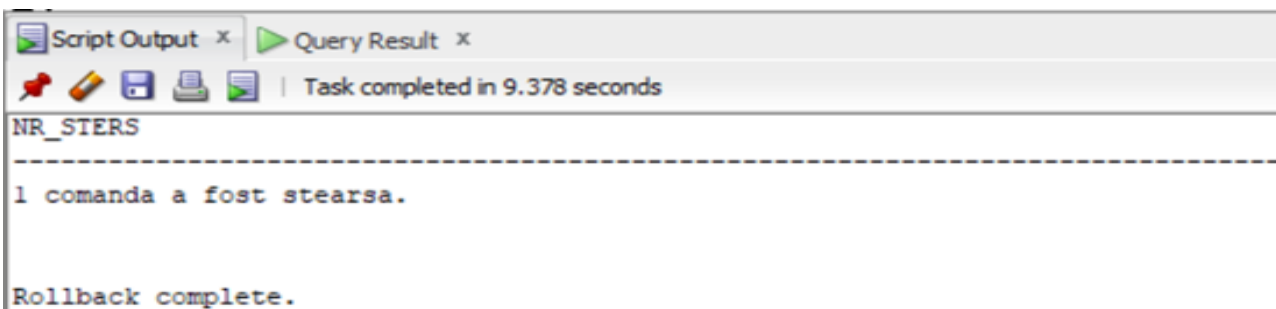 Script Output x Query Result x
Task completed in 9.378 seconds
NR_STERS
--------------------------------------------------------------------------------
1 comanda a fost stearsa.
Rollback complete.